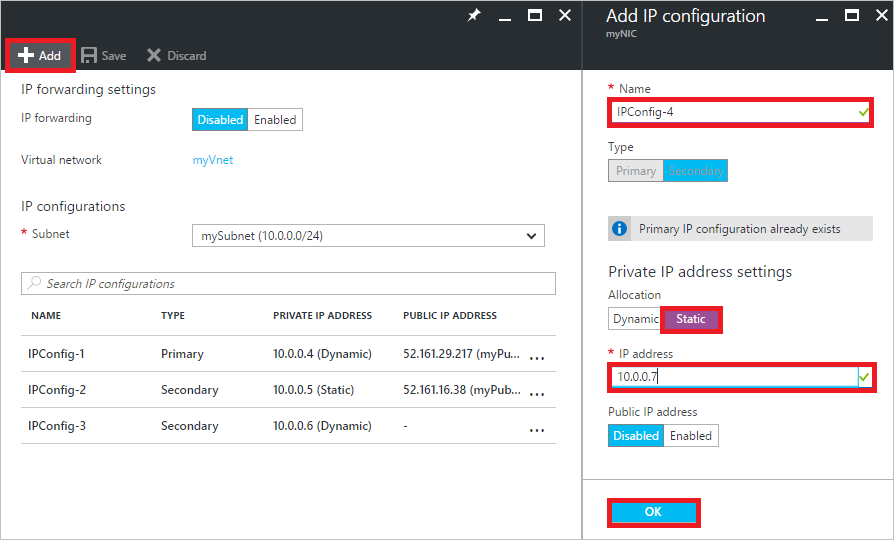 Add
Save
Discard
IP forwarding settings
IP forwarding
Disabled
Enabled
Virtual network
myVnet
IP configurations
* Subnet
mySubnet (10.0.0.0/24)
Search IP configurations
NAME TYPE PRIVATE IP ADDRESS PUBLIC IP ADDRESS
IPConfig-1 Primary 10.0.0.4 (Dynamic) 52.161.29.217 (myPu... ...
IPConfig-2 Secondary 10.0.0.5 (Static) 52.161.16.38 (myPub... ...
IPConfig-3 Secondary 10.0.0.6 (Dynamic) - ...
Add IP configuration
myNIC
* Name
IPConfig-4
Type
Primary
Secondary
Primary IP configuration already exists
Private IP address settings
Allocation
Dynamic
Static
* IP address
10.0.0.7
Public IP address
Disabled
Enabled
OK